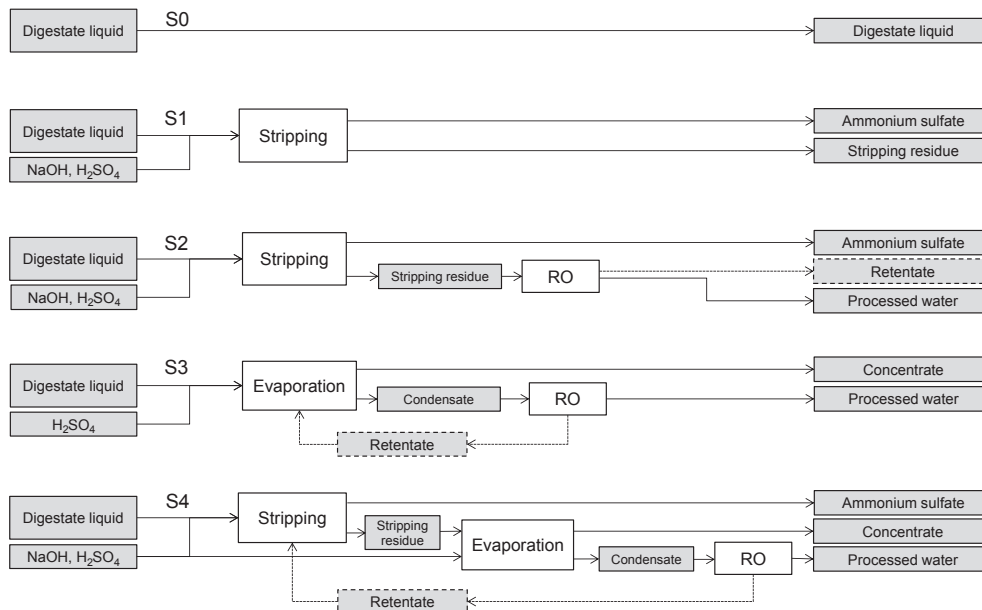 S0
Digestate liquid
Digestate liquid
S1
Digestate liquid
Stripping
Ammonium sulfate
NaOH, H₂SO₄
Stripping residue
S2
Digestate liquid
Stripping
Ammonium sulfate
Stripping residue
RO
Retentate
NaOH, H₂SO₄
Processed water
S3
Digestate liquid
Evaporation
Concentrate
Condensate
RO
Processed water
H₂SO₄
Retentate
S4
Digestate liquid
Stripping
Ammonium sulfate
Stripping
residue
Evaporation
Concentrate
NaOH, H₂SO₄
Condensate
RO
Processed water
Retentate